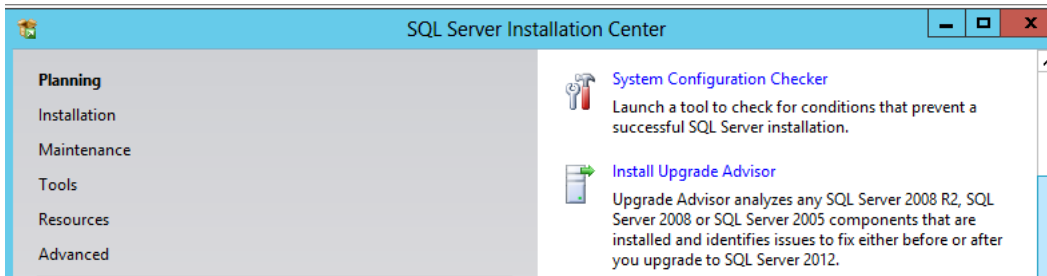 SQL Server Installation Center
Planning
Installation
Maintenance
Tools
Resources
Advanced
System Configuration Checker
Launch a tool to check for conditions that prevent a
successful SQL Server installation.
Install Upgrade Advisor
Upgrade Advisor analyzes any SQL Server 2008 R2, SQL
Server 2008 or SQL Server 2005 components that are
installed and identifies issues to fix either before or after
you upgrade to SQL Server 2012.